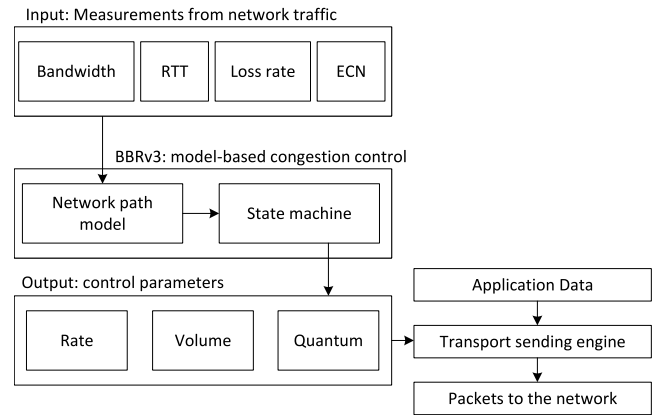 Input: Measurements from network traffic
Bandwidth
RTT
Loss rate
ECN
BBRv3: model-based congestion control
Network path
model
State machine
Output: control parameters
Rate
Volume
Quantum
Application Data
Transport sending engine
Packets to the network